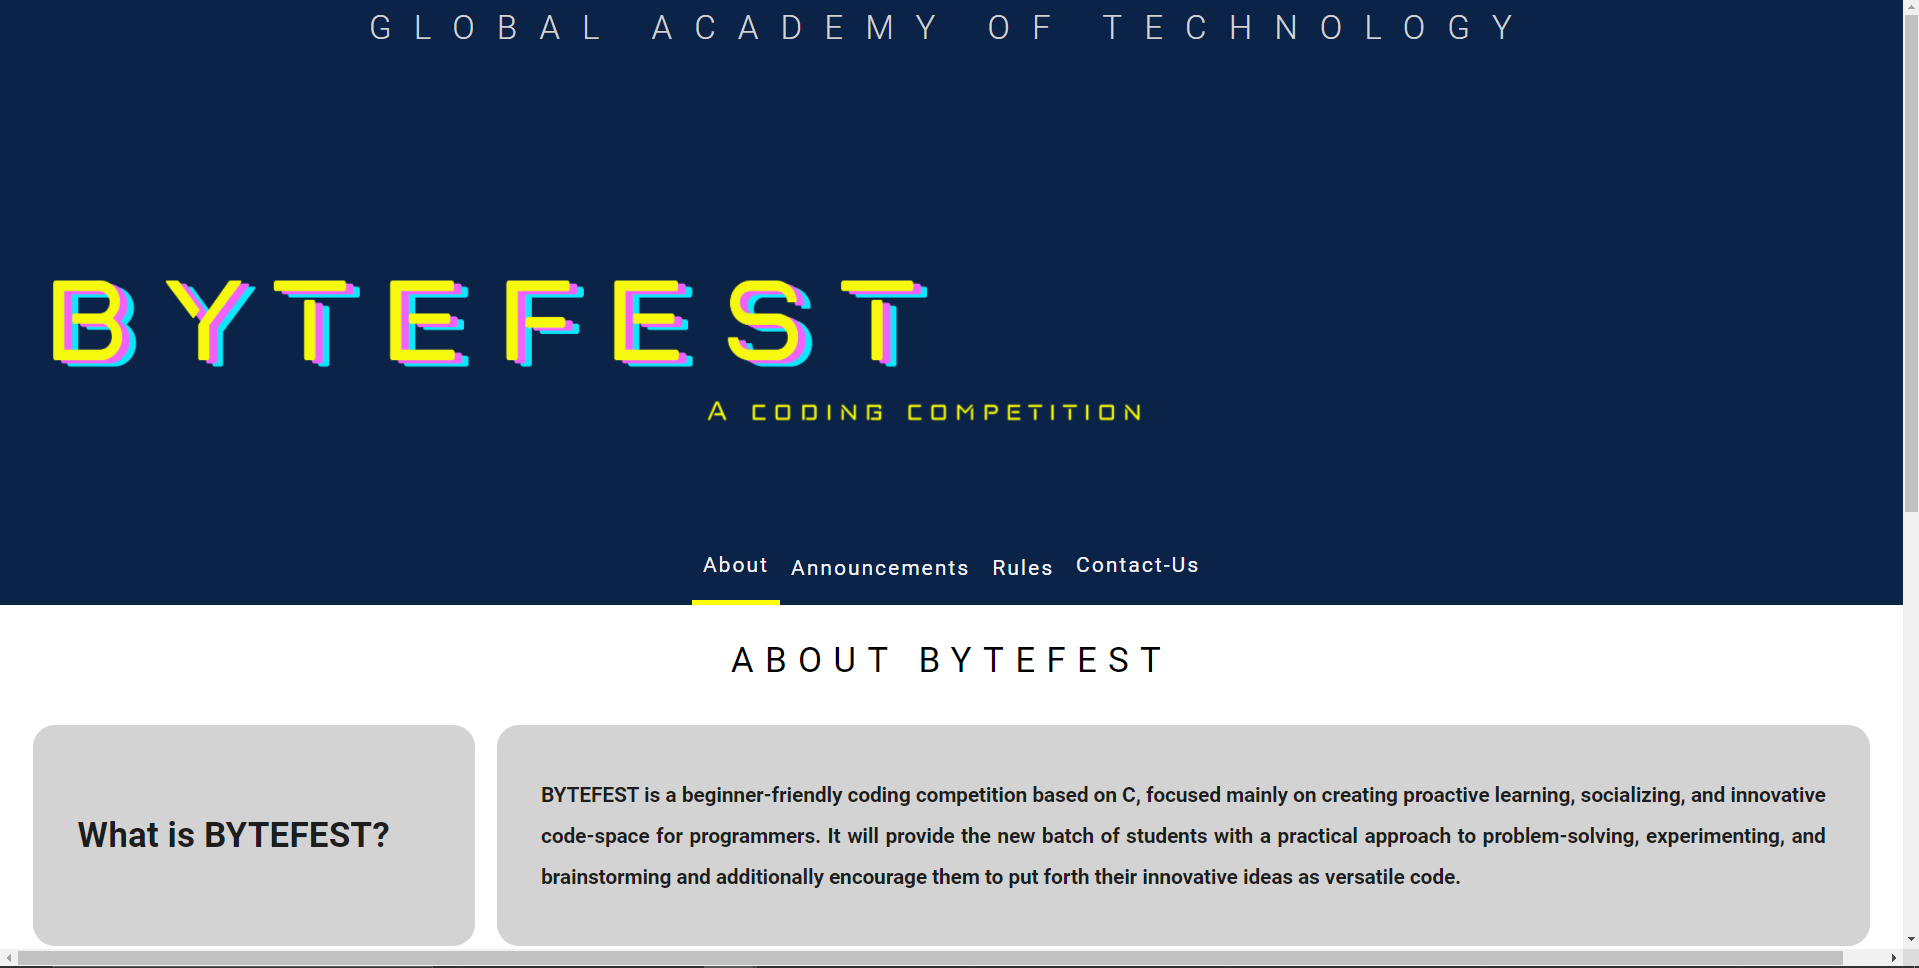 GLOBAL ACADEMY OF TECHNOLOGY
BYTEFEST
A CODING COMPETITION
About Announcements Rules Contact-Us
ABOUT BYTEFEST
What is BYTEFEST?
BYTEFEST is a beginner-friendly coding competition based on C, focused mainly on creating proactive learning, socializing, and innovative
code-space for programmers. It will provide the new batch of students with a practical approach to problem-solving, experimenting, and
brainstorming and additionally encourage them to put forth their innovative ideas as versatile code.